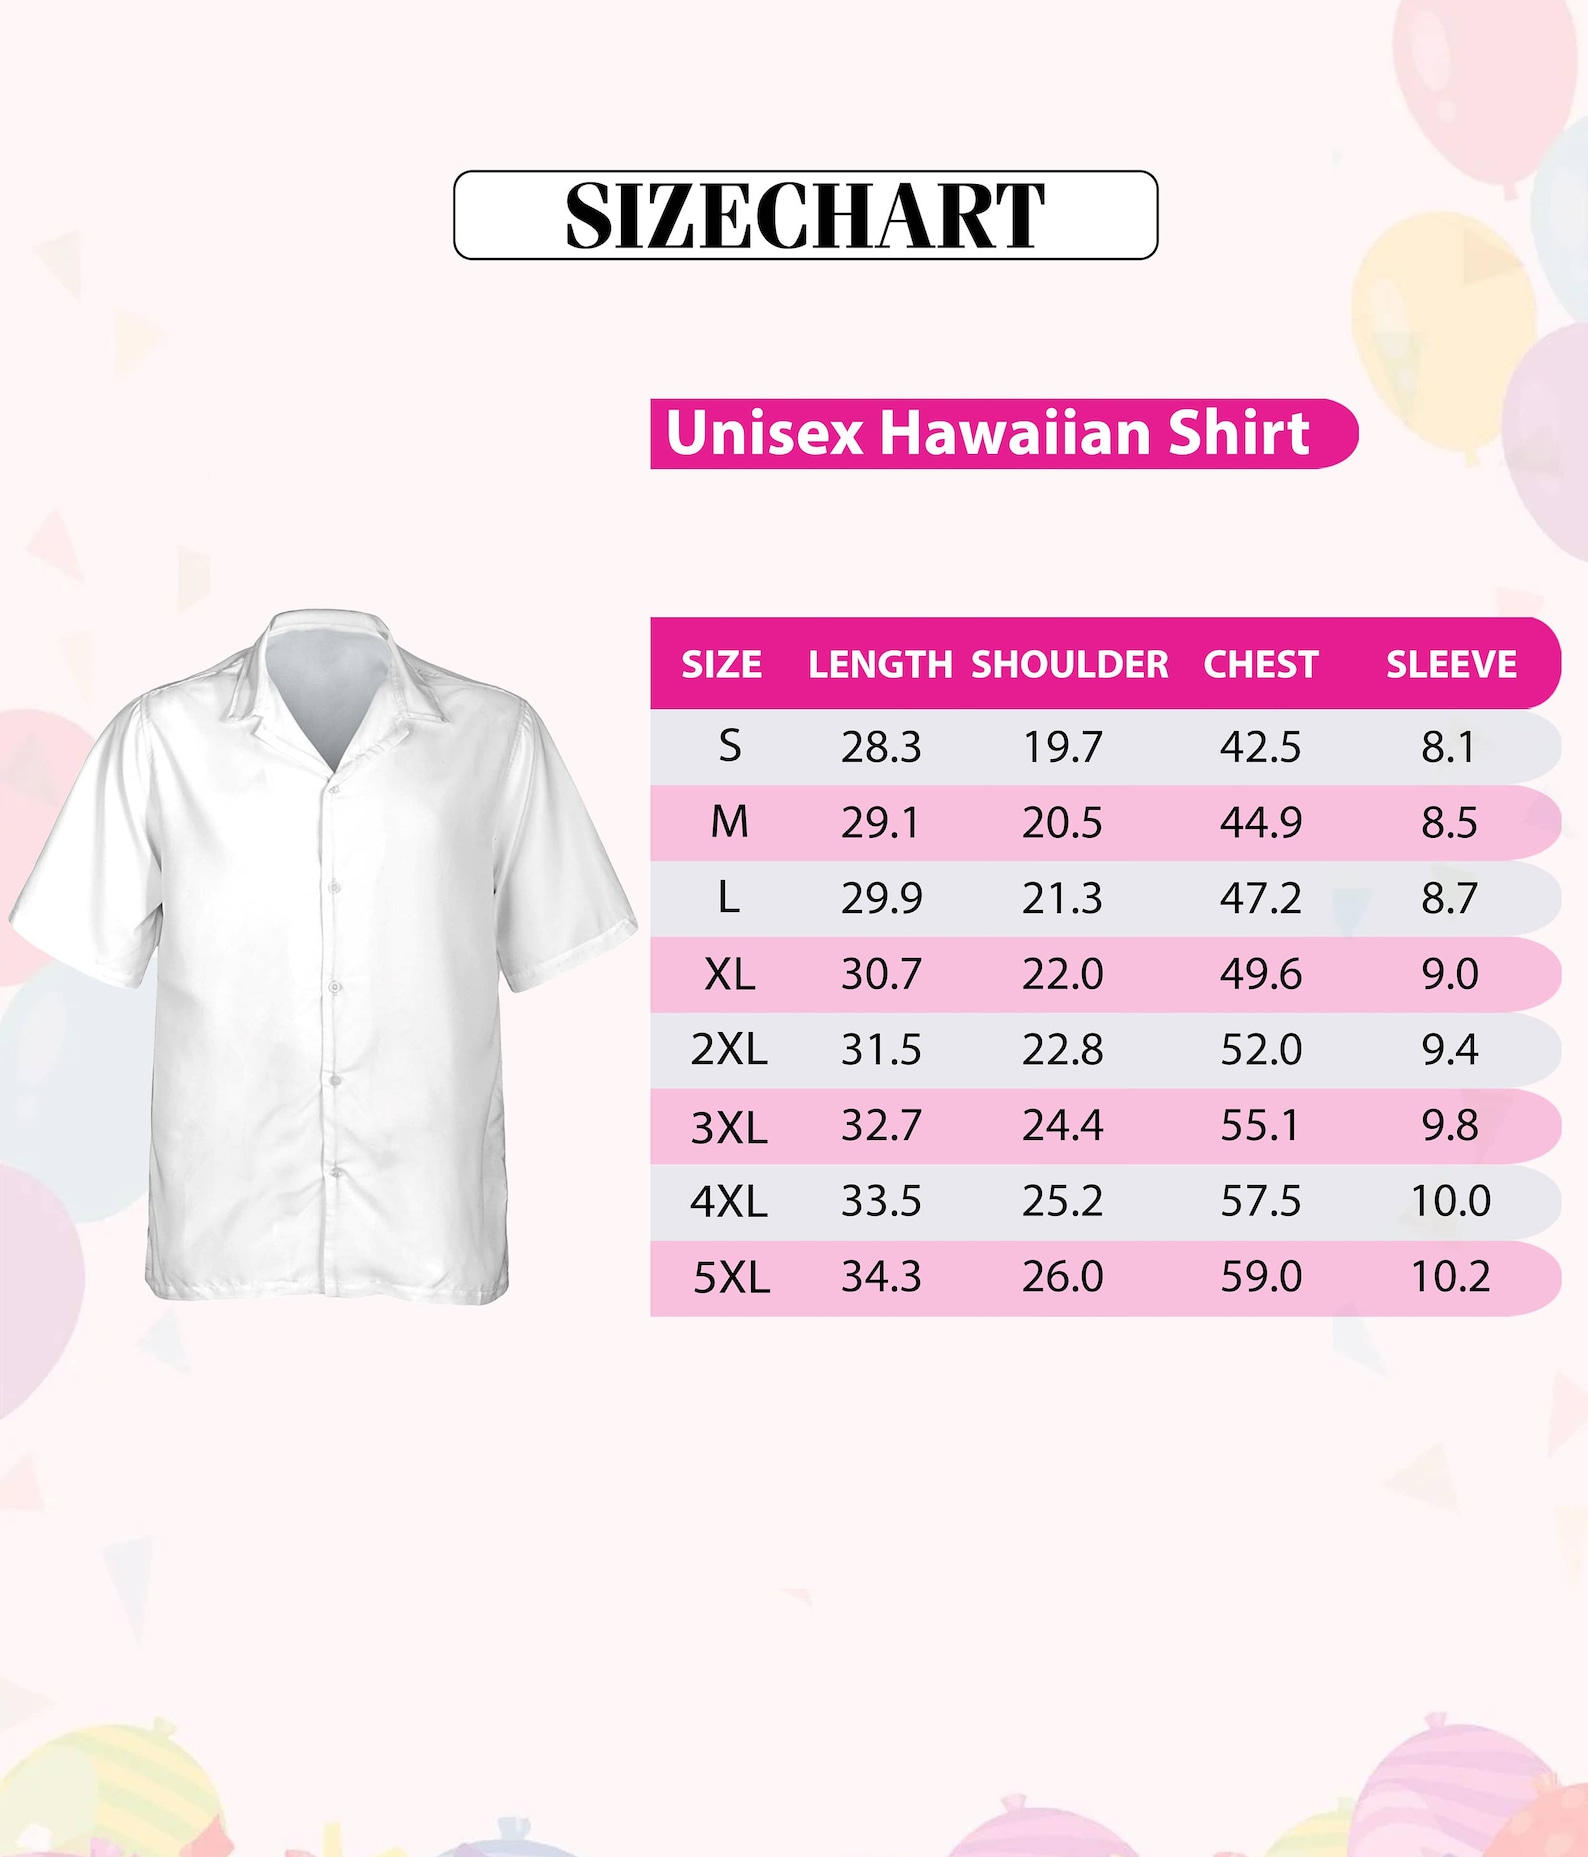 SIZECHART
Unisex Hawaiian Shirt
SIZE LENGTH SHOULDER CHEST SLEEVE
S 28.3 19.7 42.5 8.1
M 29.1 20.5 44.9 8.5
L 29.9 21.3 47.2 8.7
XL 30.7 22.0 49.6 9.0
2XL 31.5 22.8 52.0 9.4
3XL 32.7 24.4 55.1 9.8
4XL 33.5 25.2 57.5 10.0
5XL 34.3 26.0 59.0 10.2